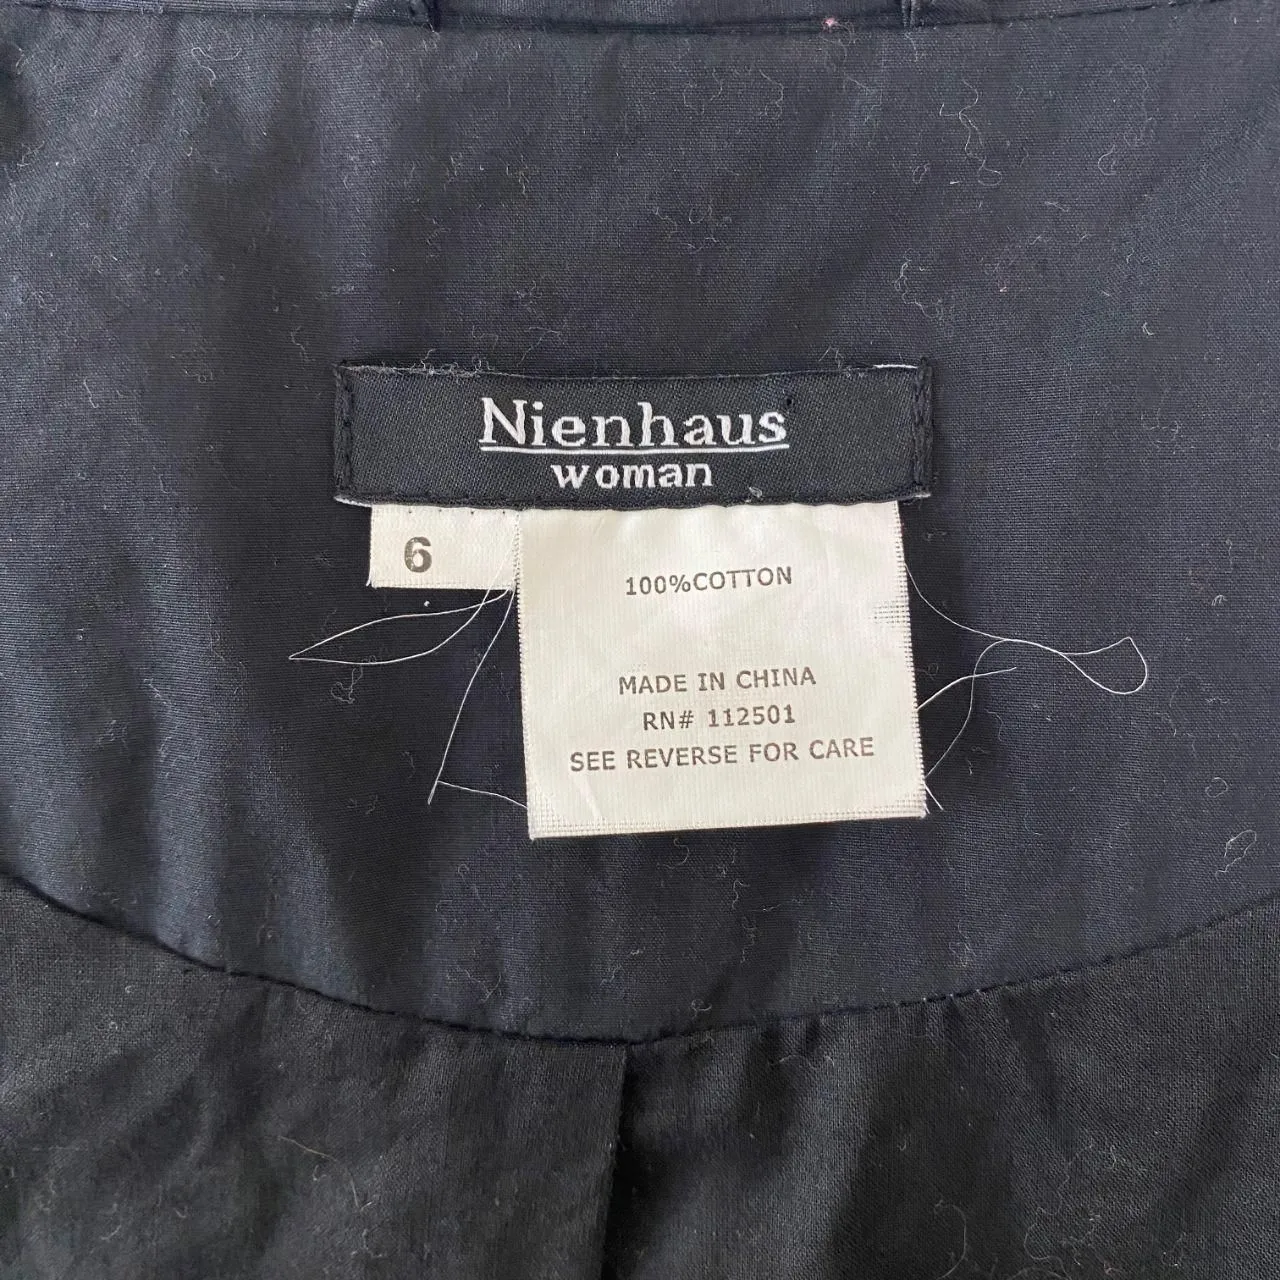 Nienhaus
woman
6
100%COTTON
MADE IN CHINA
RN# 112501
SEE REVERSE FOR CARE